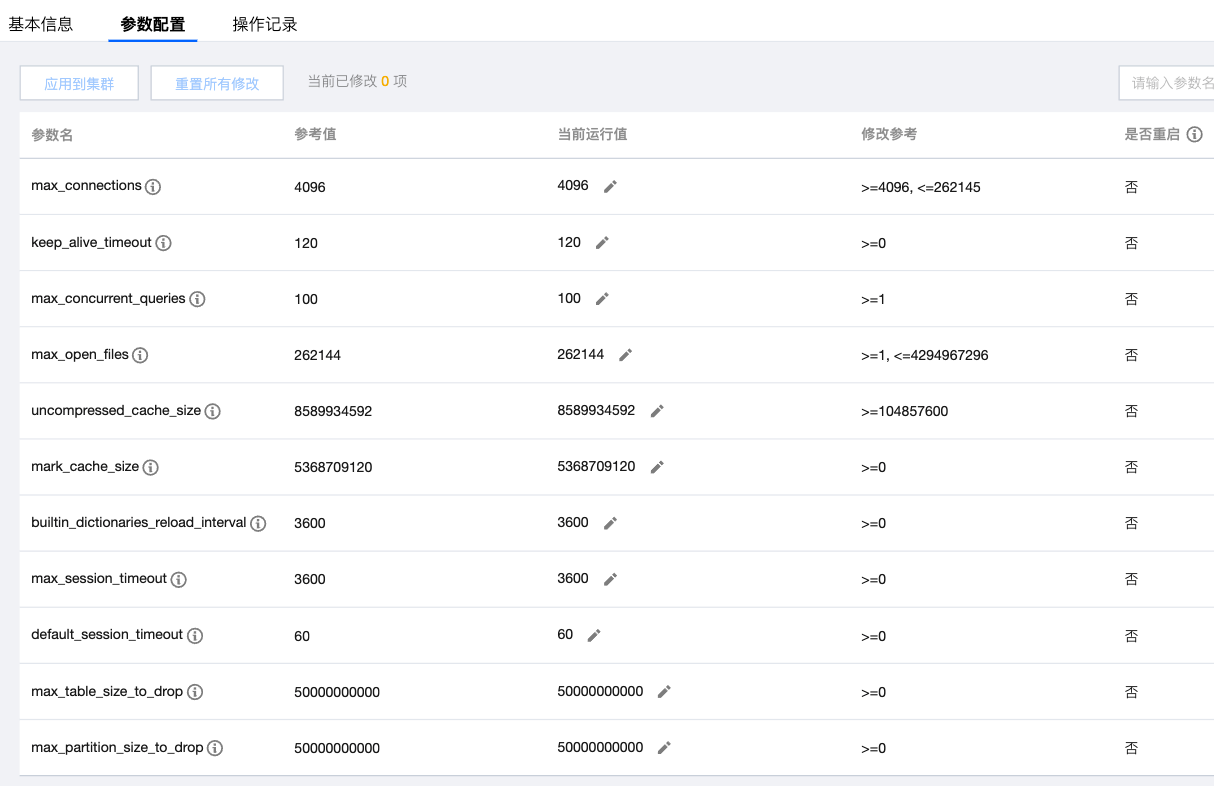 基本信息 参数配置 操作记录
应用到集群 重置所有修改 当前已修改 0 项 请输入参数名
参数名 参考值 当前运行值 修改参考 是否重启
max_connections 4096 4096 >=4096, <=262145 否
keep_alive_timeout 120 120 >=0 否
max_concurrent_queries 100 100 >=1 否
max_open_files 262144 262144 >=1, <=4294967296 否
uncompressed_cache_size 8589934592 8589934592 >=104857600 否
mark_cache_size 5368709120 5368709120 >=0 否
builtin_dictionaries_reload_interval 3600 3600 >=0 否
max_session_timeout 3600 3600 >=0 否
default_session_timeout 60 60 >=0 否
max_table_size_to_drop 50000000000 50000000000 >=0 否
max_partition_size_to_drop 50000000000 50000000000 >=0 否